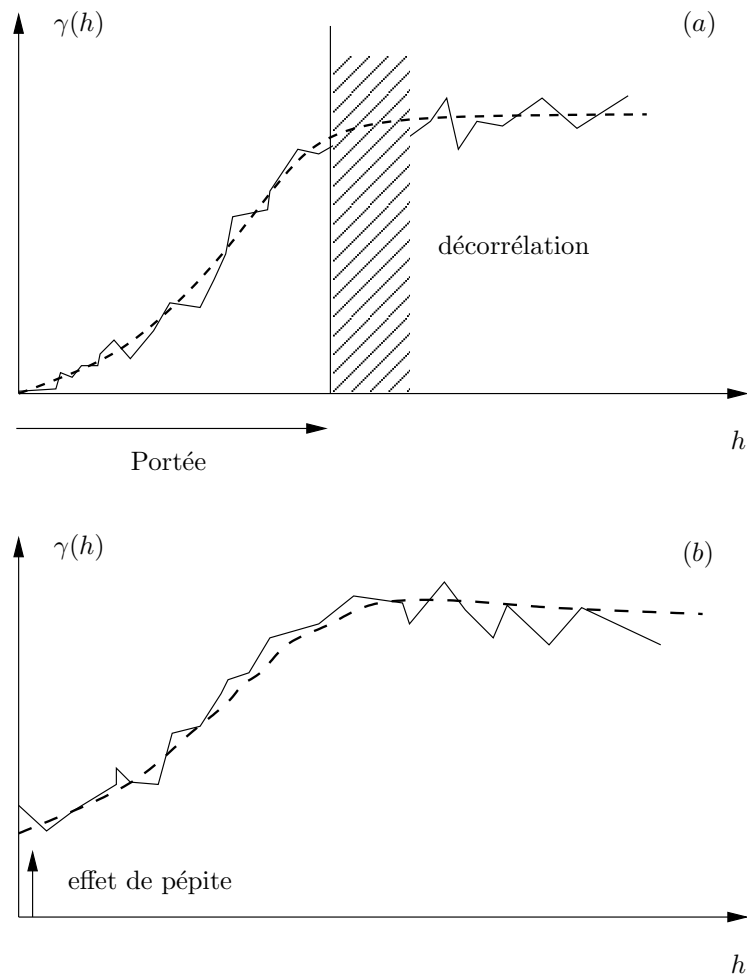 γ(h)
(a)
décorrélation
h
Portée
γ(h)
(b)
effet de pépite
h